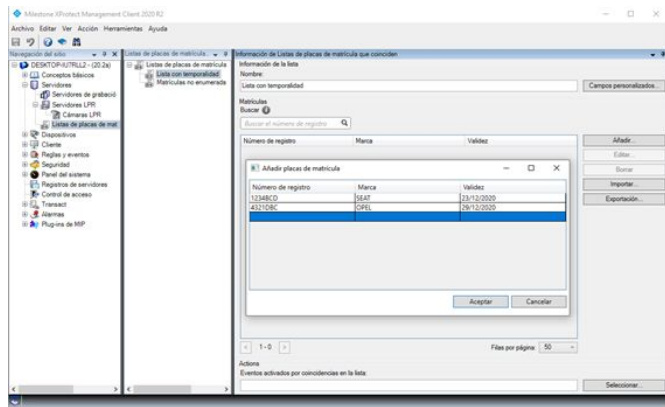 Milestone XProtect Management Client 2020 R2
Archivo Editar Ver Acción Herramientas Ayuda
Navegación del sitio
DESKTOP-IUTRLL2 - (20.2a)
Conceptos básicos
Servidores
Servidores de grabació
Servidores LPR
Cámaras LPR
Listas de placas de mat
Dispositivos
Cliente
Reglas y eventos
Seguridad
Panel del sistema
Registros de servidores
Control de acceso
Transact
Alarmas
Plug-ins de MIP
Listas de placas de matrícula...
Listas de placas de matrícula
Lista con temporalidad
Matrículas no enumerada
Información de Listas de placas de matrícula que coinciden
Información de la lista
Nombre:
Lista con temporalidad
Campos personalizados...
Matrículas
Buscar
Buscar el número de registro
Número de registro Marca Validez
Añadir...
Editar...
Borrar
Importar...
Exportación...
Añadir placas de matrícula
Número de registro Marca Validez
1234BCD SEAT 23/12/2020
4321DBC OPEL 29/12/2020
Aceptar Cancelar
1 - 0
Filas por página: 50
Actions
Eventos activados por coincidencias en la lista:
Seleccionar...